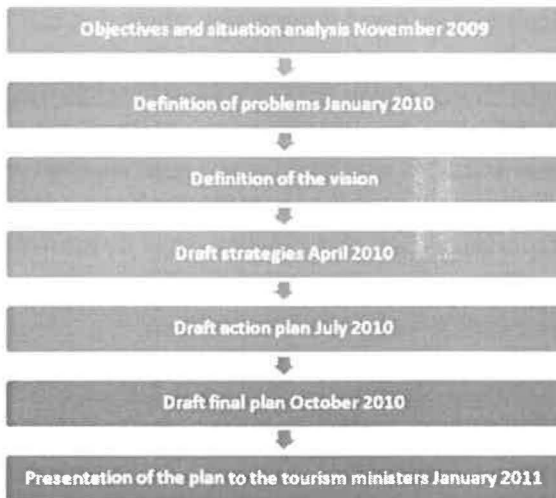 Objectives and situation analysis November 2009
Definition of problems January 2010
Definition of the vision
Draft strategies April 2010
Draft action plan July 2010
Draft final plan October 2010
Presentation of the plan to the tourism ministers January 2011